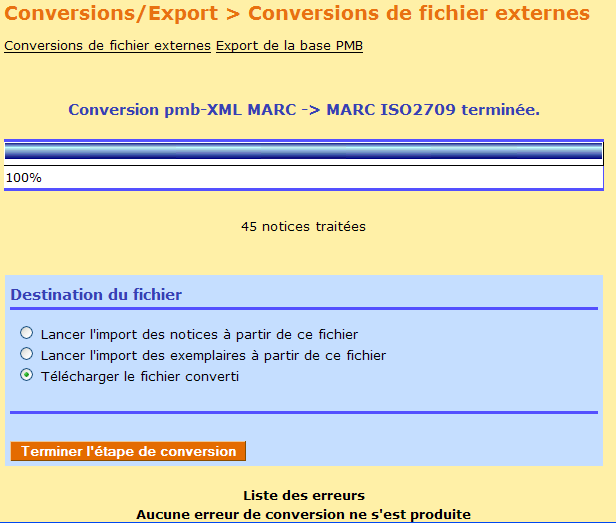 Conversions/Export > Conversions de fichier externes
Conversions de fichier externes Export de la base PMB
Conversion pmb-XML MARC -> MARC ISO2709 terminée.
100%
45 notices traitées
Destination du fichier
Lancer l'import des notices à partir de ce fichier
Lancer l'import des exemplaires à partir de ce fichier
Télécharger le fichier converti
Terminer l'étape de conversion
Liste des erreurs
Aucune erreur de conversion ne s'est produite